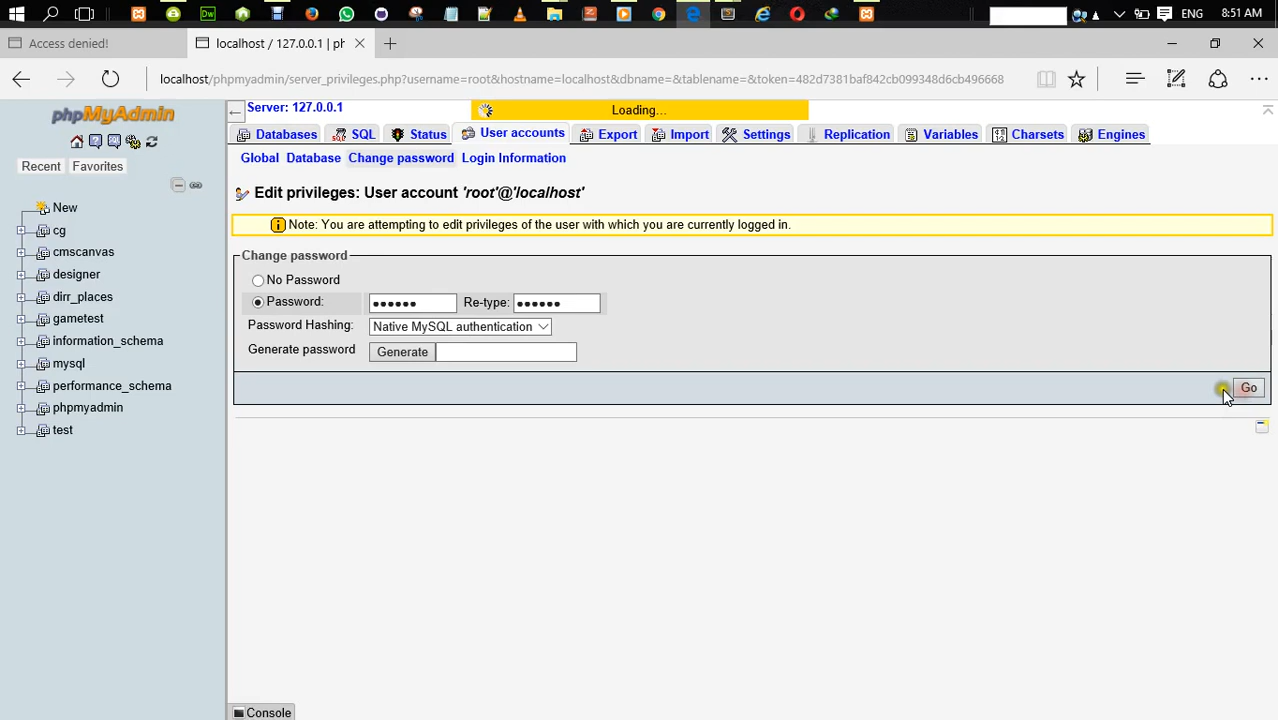 ENG 8:51 AM
Access denied!
localhost / 127.0.0.1 | ph
localhost/phpmyadmin/server_privileges.php?username=root&hostname=localhost&dbname=&tablename=&token=482d7381baf842cb099348d6cb496668
phpMyAdmin
Server: 127.0.0.1
Loading...
Databases SQL Status User accounts Export Import Settings Replication Variables Charsets Engines
Recent Favorites
Global Database Change password Login Information
New
cg
cmscanvas
designer
dirr_places
gametest
information_schema
mysql
performance_schema
phpmyadmin
test
Edit privileges: User account 'root'@'localhost'
Note: You are attempting to edit privileges of the user with which you are currently logged in.
Change password
No Password
Password: •••••• Re-type: ••••••
Password Hashing: Native MySQL authentication
Generate password Generate
Go
Console